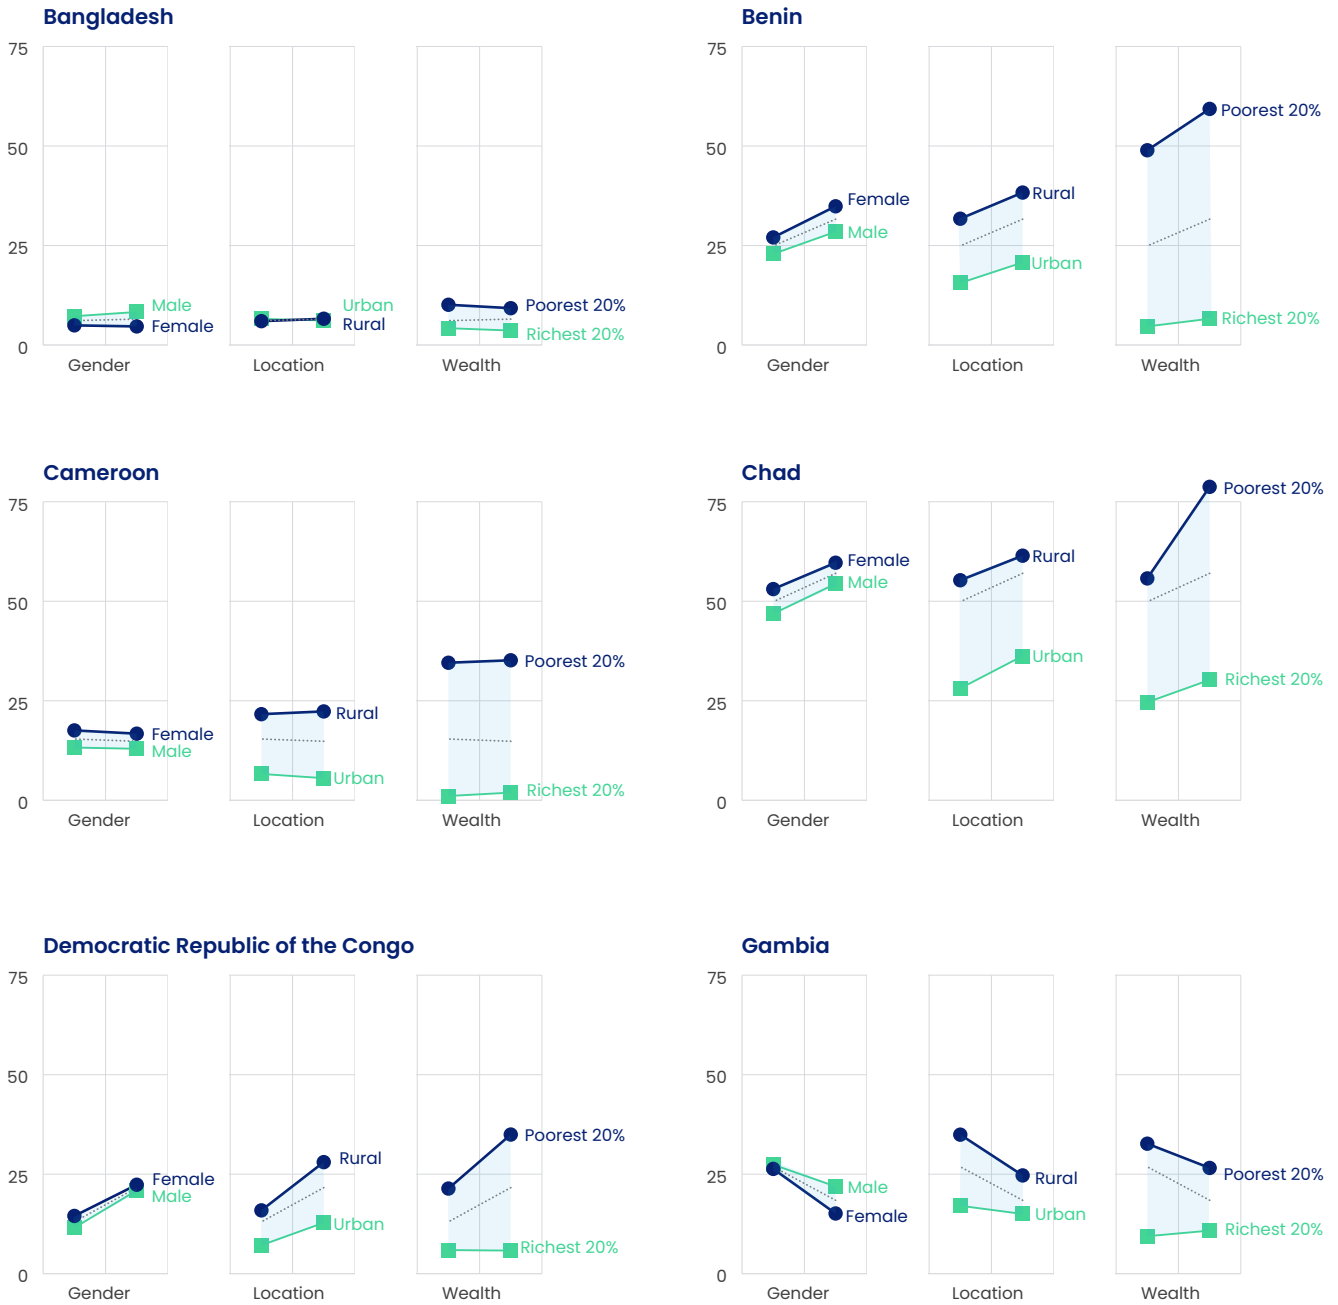 Bangladesh
75
50
25
0
Male
Female
Urban
Rural
Poorest 20%
Richest 20%
Gender
Location
Wealth
Benin
75
50
25
0
Female
Male
Rural
Urban
Poorest 20%
Richest 20%
Gender
Location
Wealth
Cameroon
75
50
25
0
Female
Male
Rural
Urban
Poorest 20%
Richest 20%
Gender
Location
Wealth
Chad
75
50
25
0
Female
Male
Rural
Urban
Poorest 20%
Richest 20%
Gender
Location
Wealth
Democratic Republic of the Congo
75
50
25
0
Female
Male
Rural
Urban
Poorest 20%
Richest 20%
Gender
Location
Wealth
Gambia
75
50
25
0
Male
Female
Rural
Urban
Poorest 20%
Richest 20%
Gender
Location
Wealth